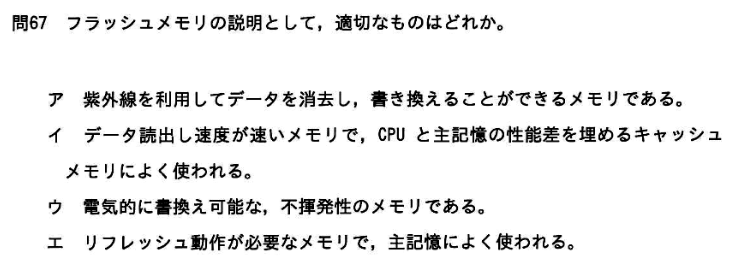 問67　フラッシュメモリの説明として，適切なものはどれか。
ア　紫外線を利用してデータを消去し，書き換えることができるメモリである。
イ　データ読出し速度が速いメモリで，CPU と主記憶の性能差を埋めるキャッシュ
メモリによく使われる。
ウ　電気的に書換え可能な，不揮発性のメモリである。
エ　リフレッシュ動作が必要なメモリで，主記憶によく使われる。